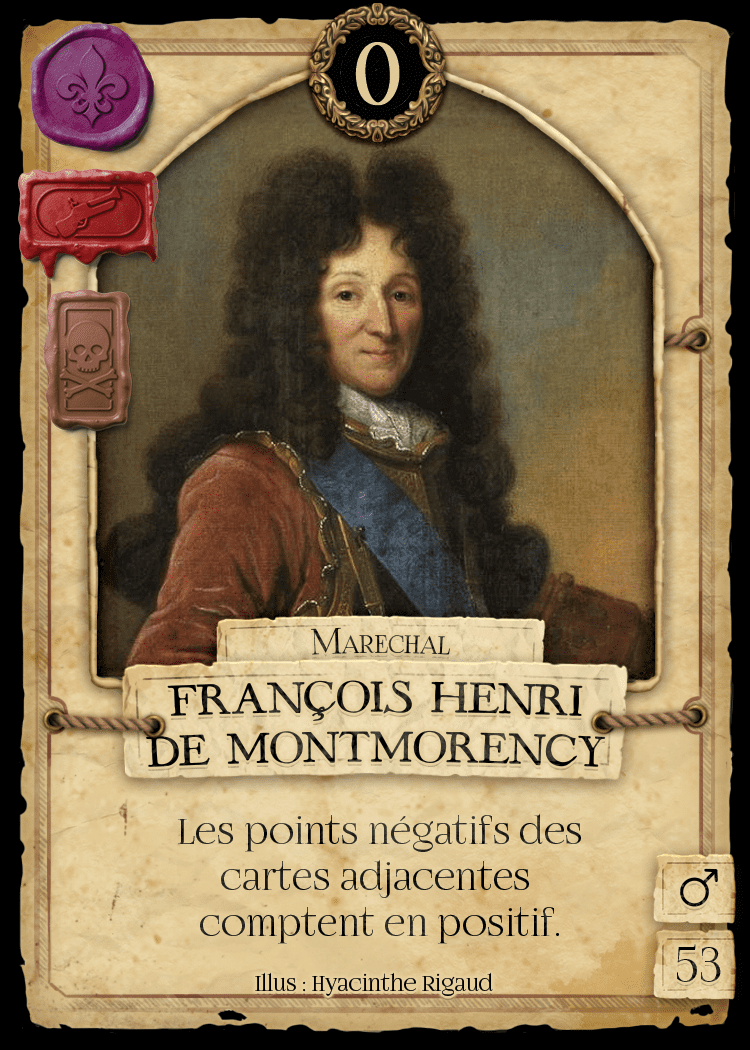 0
MARECHAL
FRANÇOIS HENRI
DE MONTMORENCY
Les points négatifs des
cartes adjacentes
comptent en positif.
Illus : Hyacinthe Rigaud
♂
53